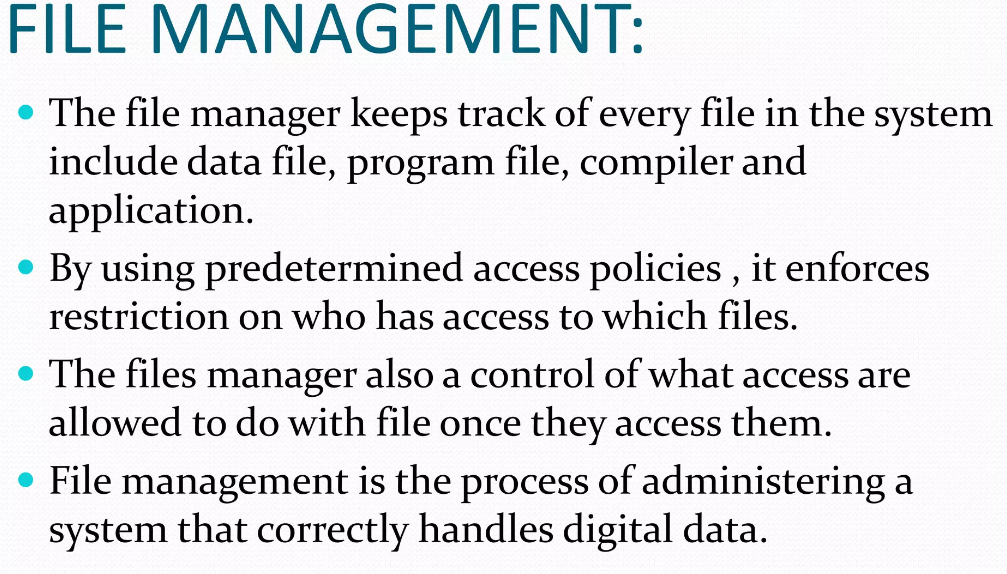 FILE MANAGEMENT:
• The file manager keeps track of every file in the system
include data file, program file, compiler and
application.
• By using predetermined access policies , it enforces
restriction on who has access to which files.
• The files manager also a control of what access are
allowed to do with file once they access them.
• File management is the process of administering a
system that correctly handles digital data.